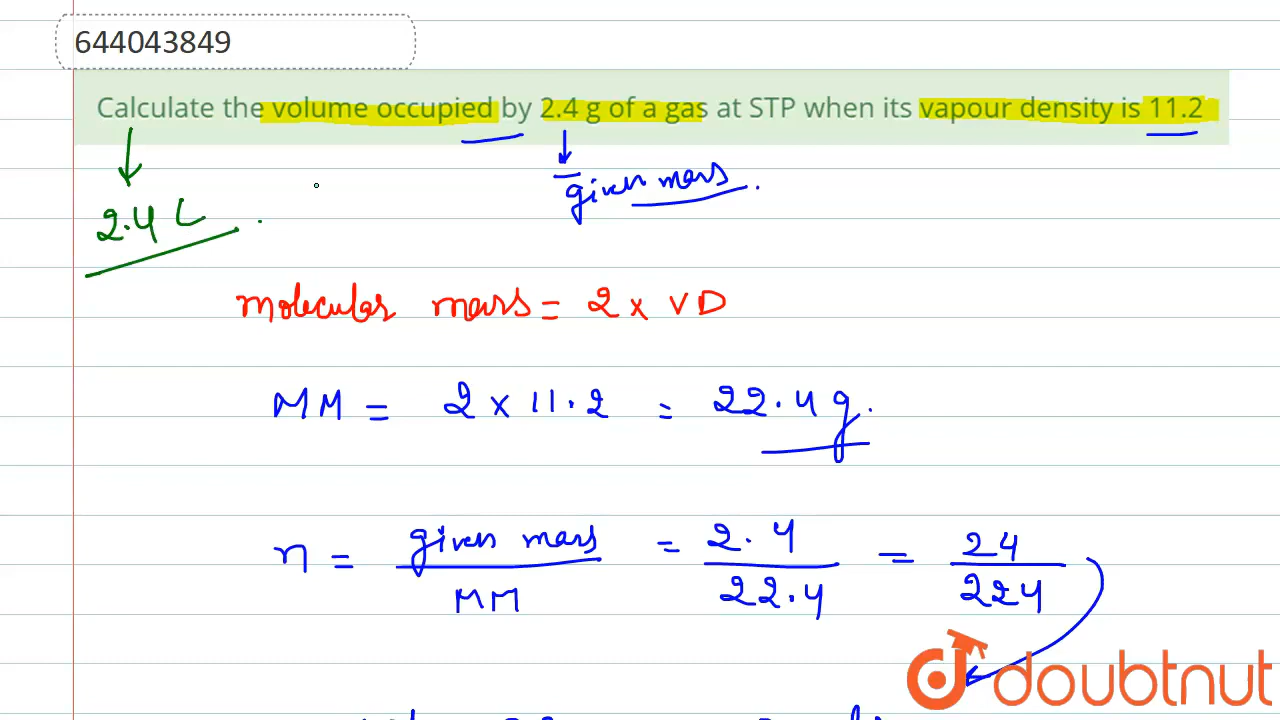 644043849
Calculate the volume occupied by 2.4 g of a gas at STP when its vapour density is 11.2
given mass.
2.4 L
molecular mass = 2 x VD
MM = 2 x 11.2 = 22.4 g.
n = given mass / MM = 2.4 / 22.4 = 24 / 224
doubtnut